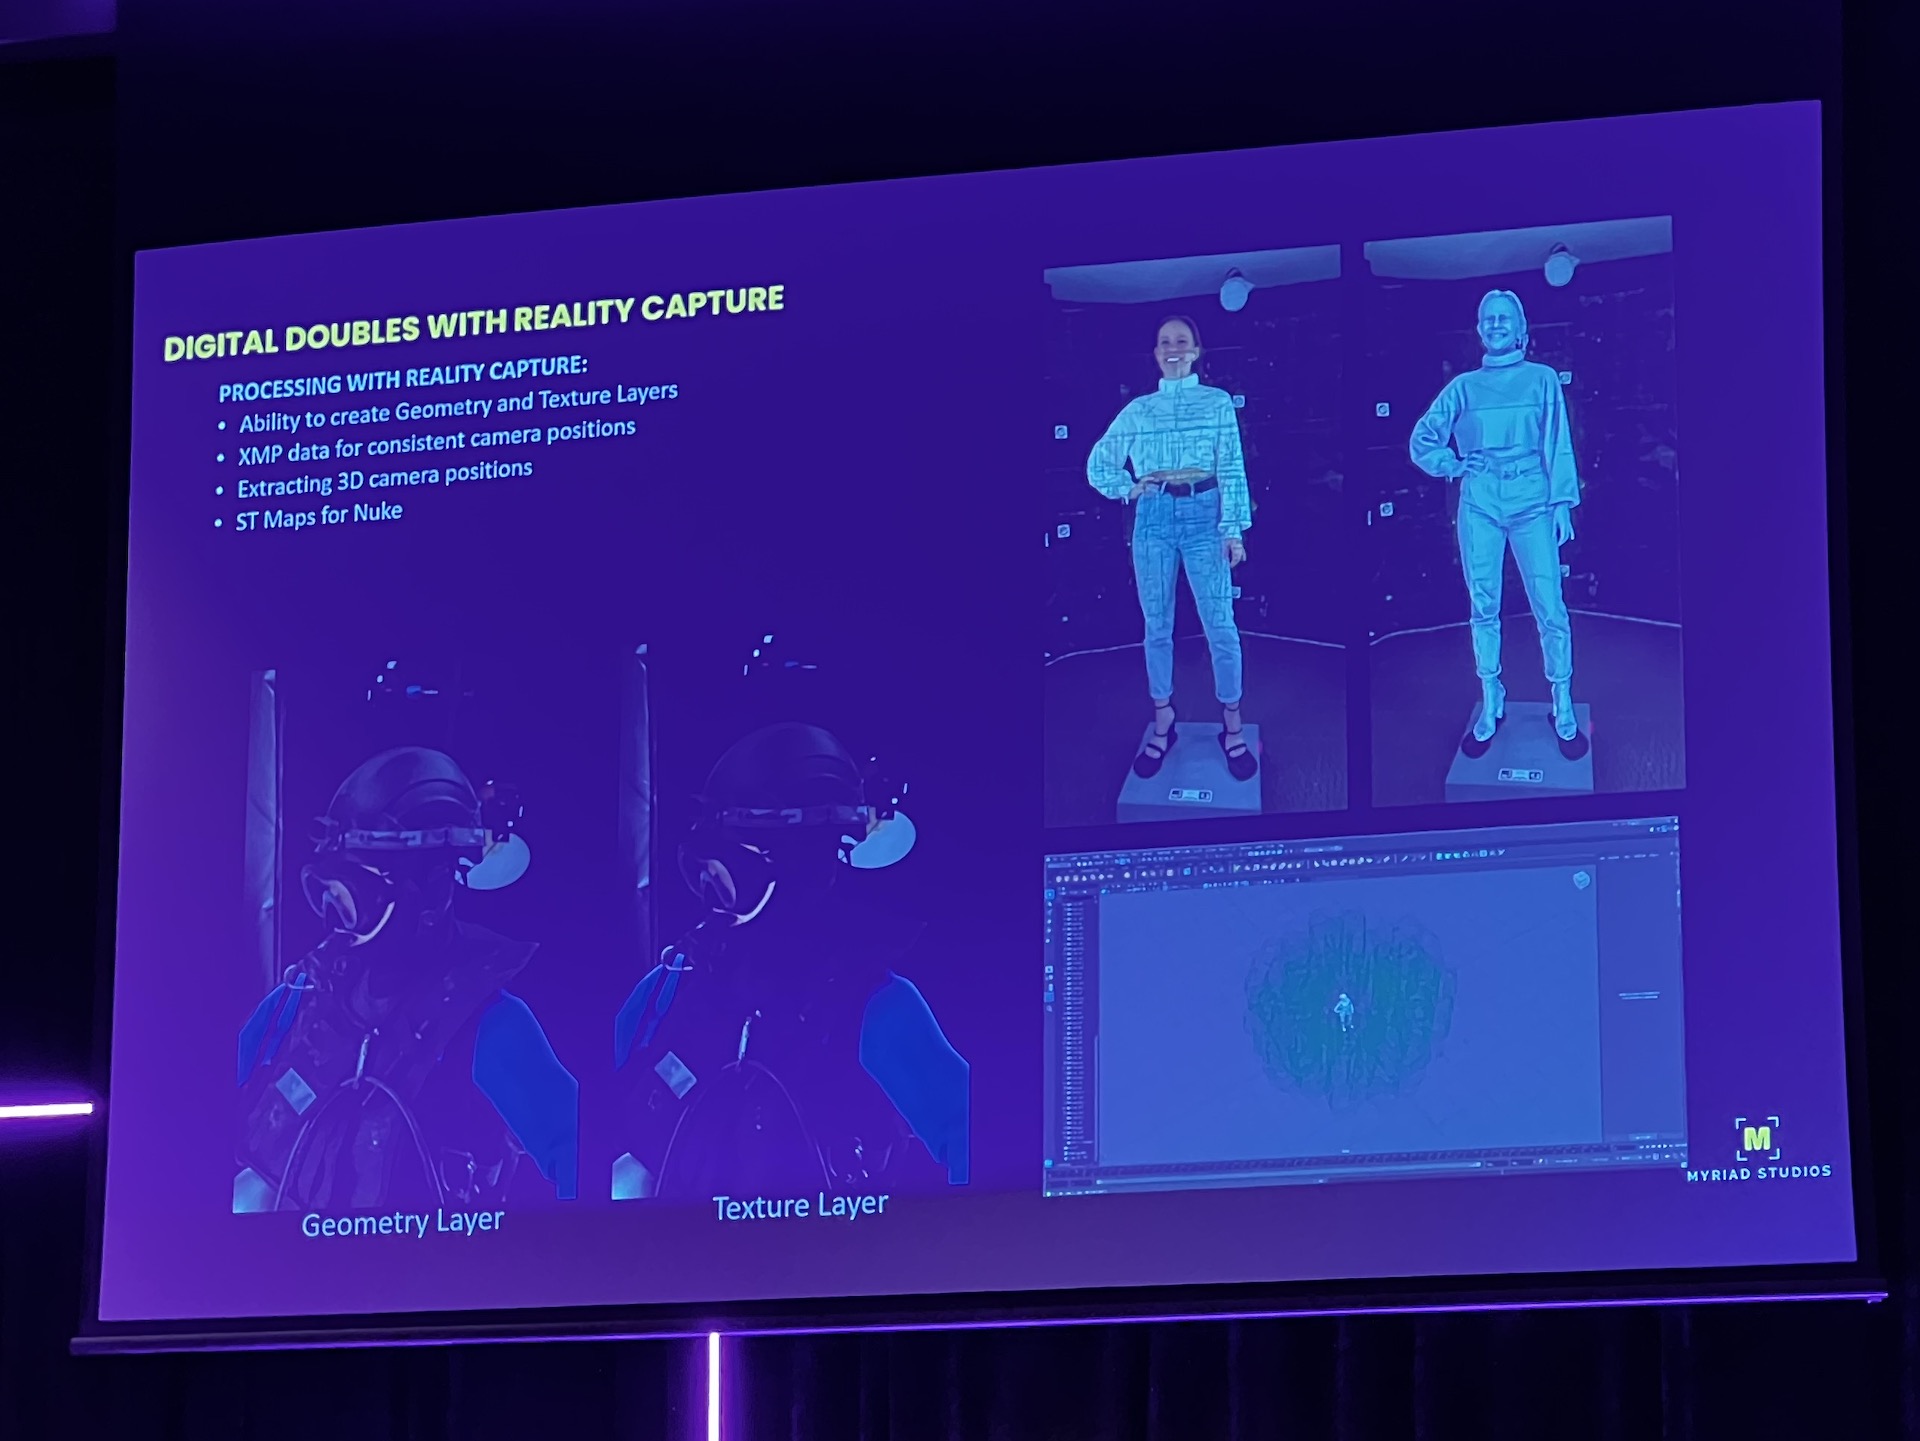 DIGITAL DOUBLES WITH REALITY CAPTURE
PROCESSING WITH REALITY CAPTURE:
• Ability to create Geometry and Texture Layers
• XMP data for consistent camera positions
• Extracting 3D camera positions
• ST Maps for Nuke
Geometry Layer
Texture Layer
M
MYRIAD STUDIOS